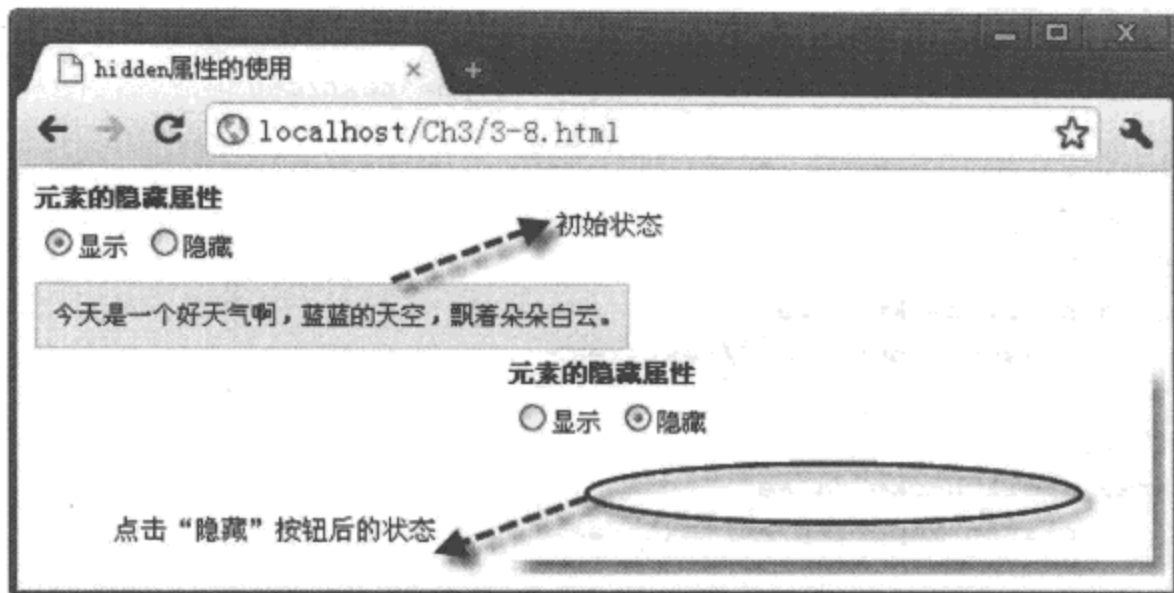 hidden属性的使用
localhost/Ch3/3-8.html
元素的隐藏属性
显示 隐藏
初始状态
今天是一个好天气啊，蓝蓝的天空，飘着朵朵白云。
元素的隐藏属性
显示 隐藏
点击“隐藏”按钮后的状态